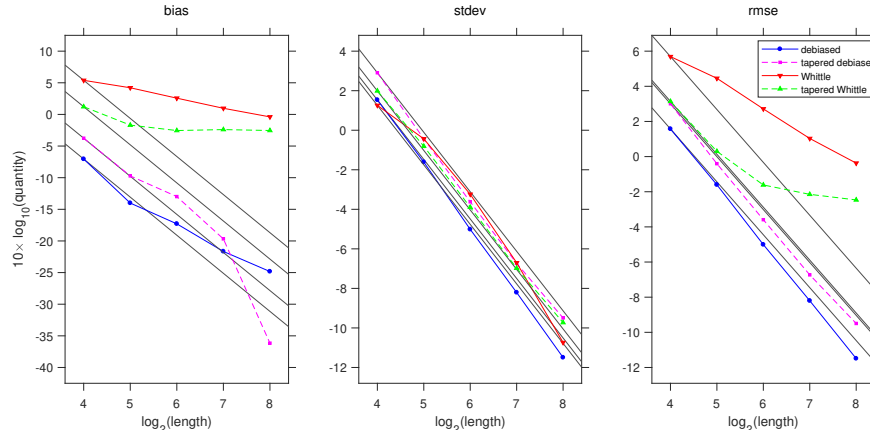 bias
stdev
rmse
10× log10(quantity)
10
5
0
-5
-10
-15
-20
-25
-30
-35
-40
4 5 6 7 8
log2(length)
4
2
0
-2
-4
-6
-8
-10
-12
4 5 6 7 8
log2(length)
6
4
2
0
-2
-4
-6
-8
-10
-12
4 5 6 7 8
log2(length)
debiased
tapered debiased
Whittle
tapered Whittle